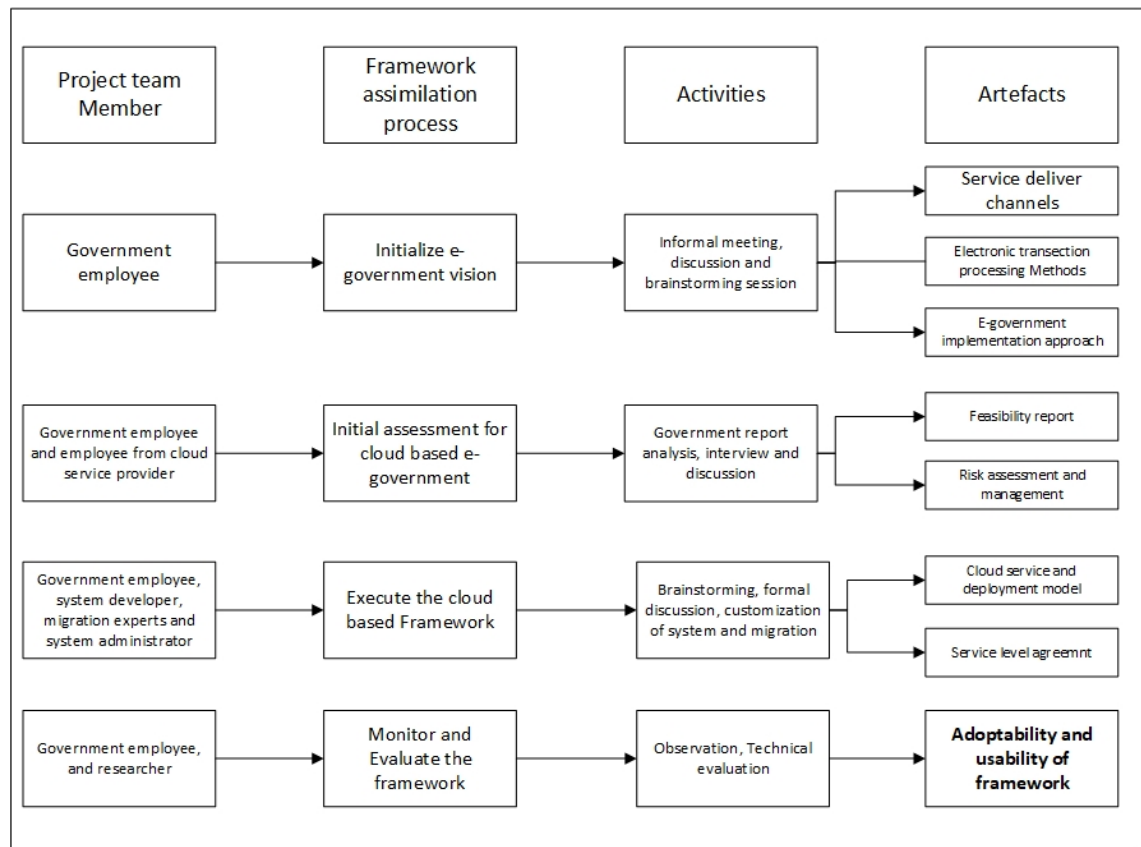 Project team
Member
Framework
assimilation
process
Activities
Artefacts
Government
employee
Initialize e-
government vision
Informal meeting,
discussion and
brainstorming session
Service deliver
channels
Electronic transection
processing Methods
E-government
implementation approach
Government employee
and employee from cloud
service provider
Initial assessment for
cloud based e-
government
Government report
analysis, interview and
discussion
Feasibility report
Risk assessment and
management
Government employee,
system developer,
migration experts and
system administrator
Execute the cloud
based Framework
Brainstorming, formal
discussion, customization
of system and migration
Cloud service and
deployment model
Service level agreemnt
Government employee,
and researcher
Monitor and
Evaluate the
framework
Observation, Technical
evaluation
Adoptability and
usability of
framework